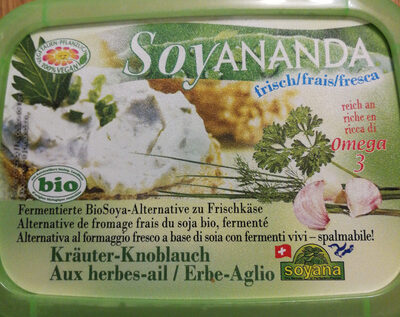 100% VEGAN
SOYANANDA
frisch/frais/fresca
reich an
riche en
ricca di
Omega
3
bio
Fermentierte BioSoya-Alternative zu Frischkäse
Alternative de fromage frais du soja bio, fermenté
Alternativa al formaggio fresco a base di soia con fermenti vivi – spalmabile!
Kräuter-Knoblauch
Aux herbes-ail / Erbe-Aglio
soyana